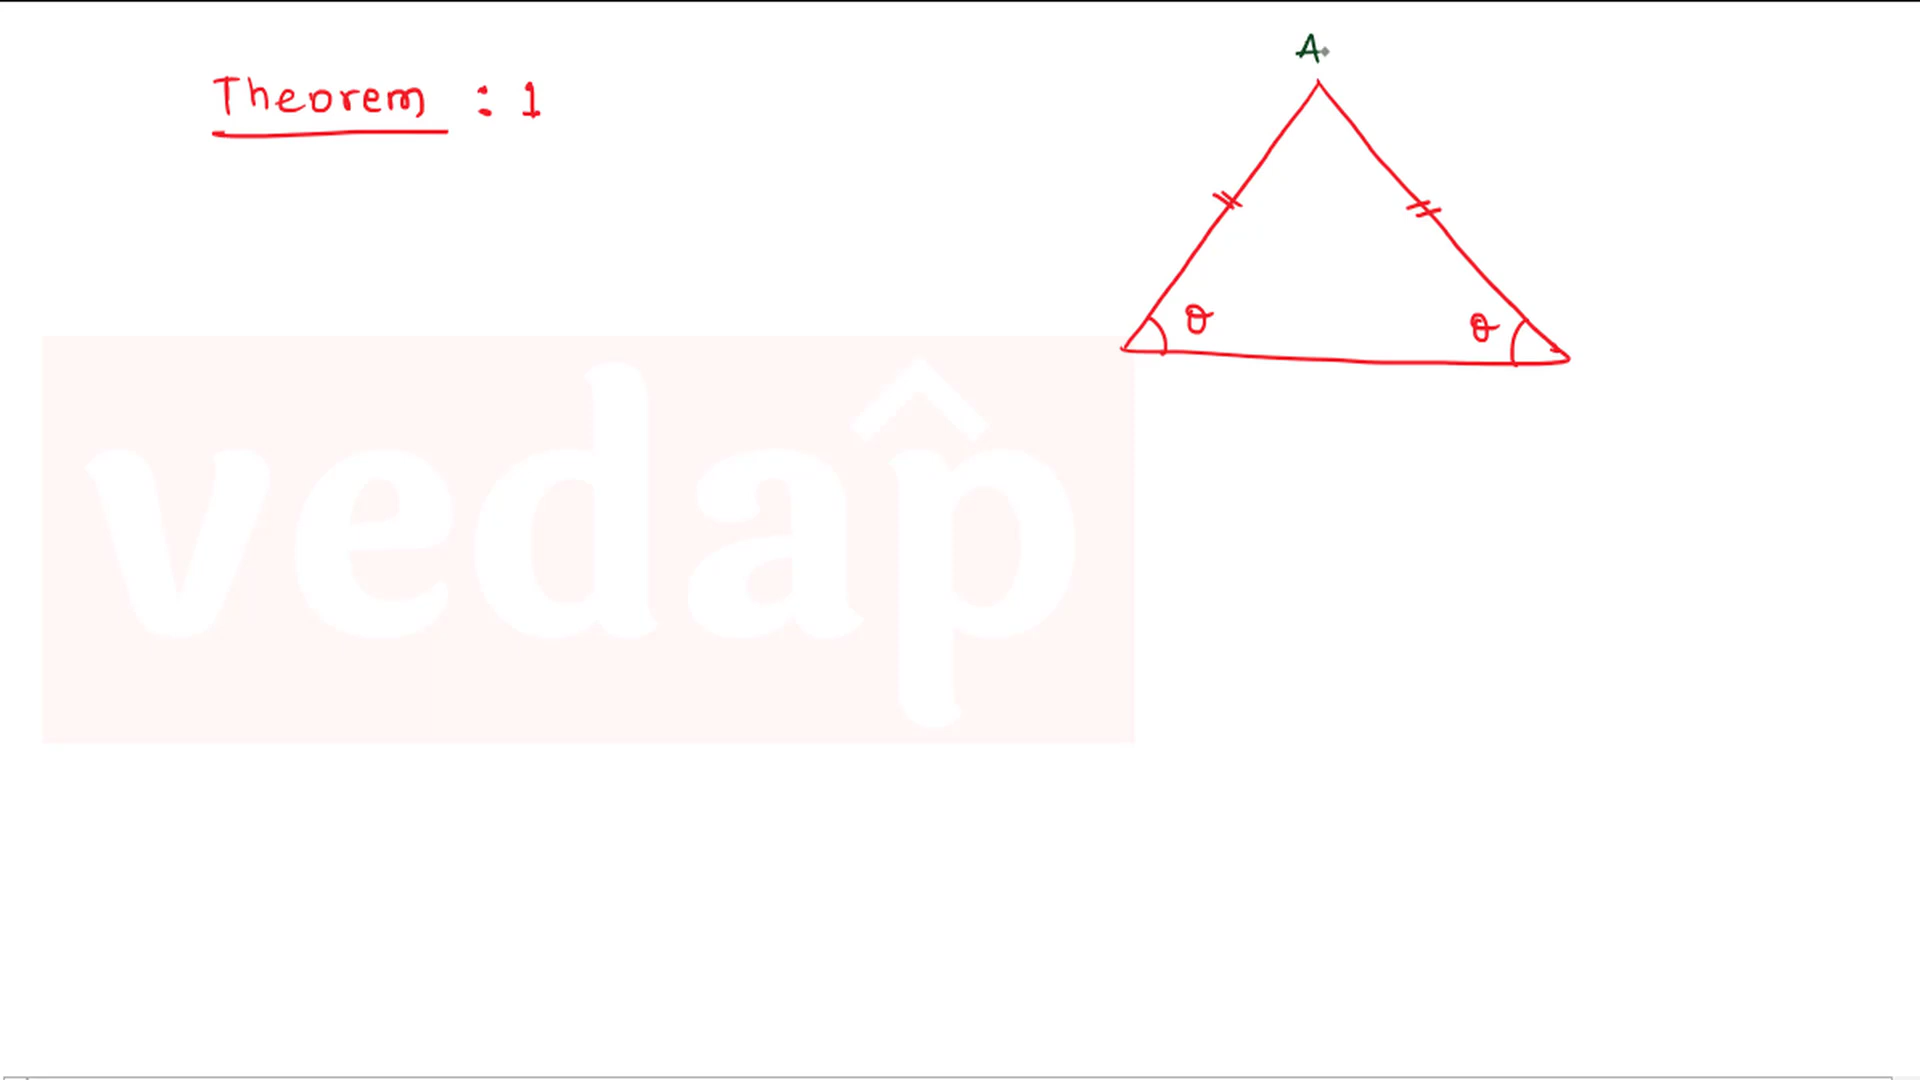 Theorem : 1
A
θ θ
vedap̂